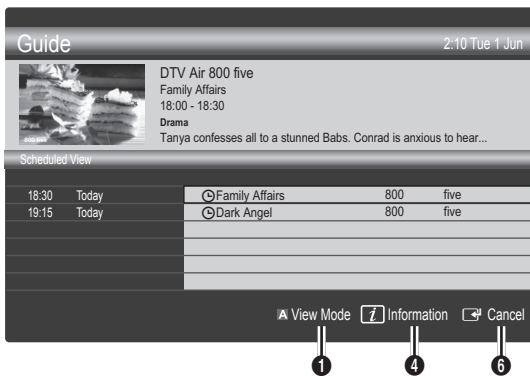 Guide
2:10 Tue 1 Jun
DTV Air 800 five
Family Affairs
18:00 - 18:30
Drama
Tanya confesses all to a stunned Babs. Conrad is anxious to hear...
800 five
Scheduled View
18:30 Today Family Affairs 800 five
19:15 Today Dark Angel 800 five
A View Mode i Information Cancel
1 4 6